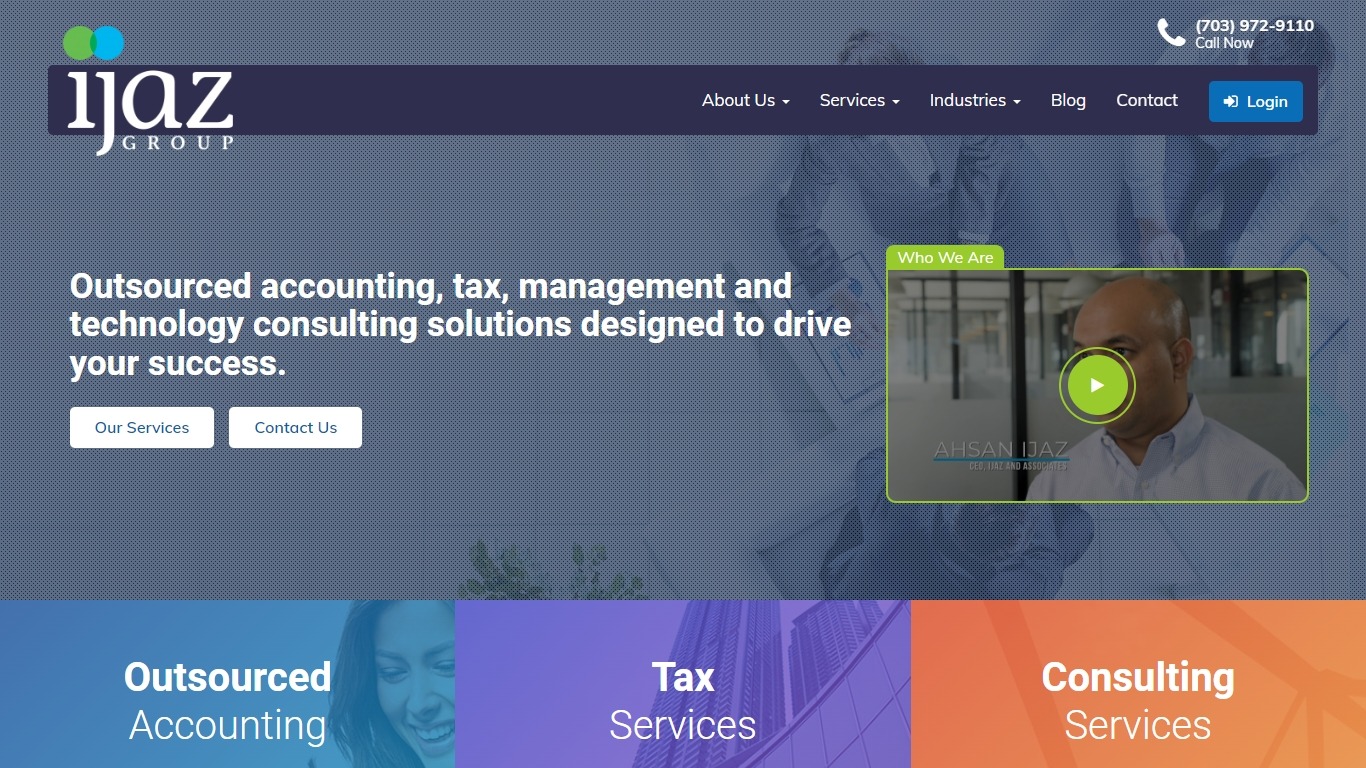 (703) 972-9110
Call Now
ijaz
GROUP
About Us
Services
Industries
Blog
Contact
Login
Outsourced accounting, tax, management and
technology consulting solutions designed to drive
your success.
Our Services
Contact Us
Who We Are
AHSAN IJAZ
CEO, IJAZ AND ASSOCIATES
Outsourced
Accounting
Tax
Services
Consulting
Services